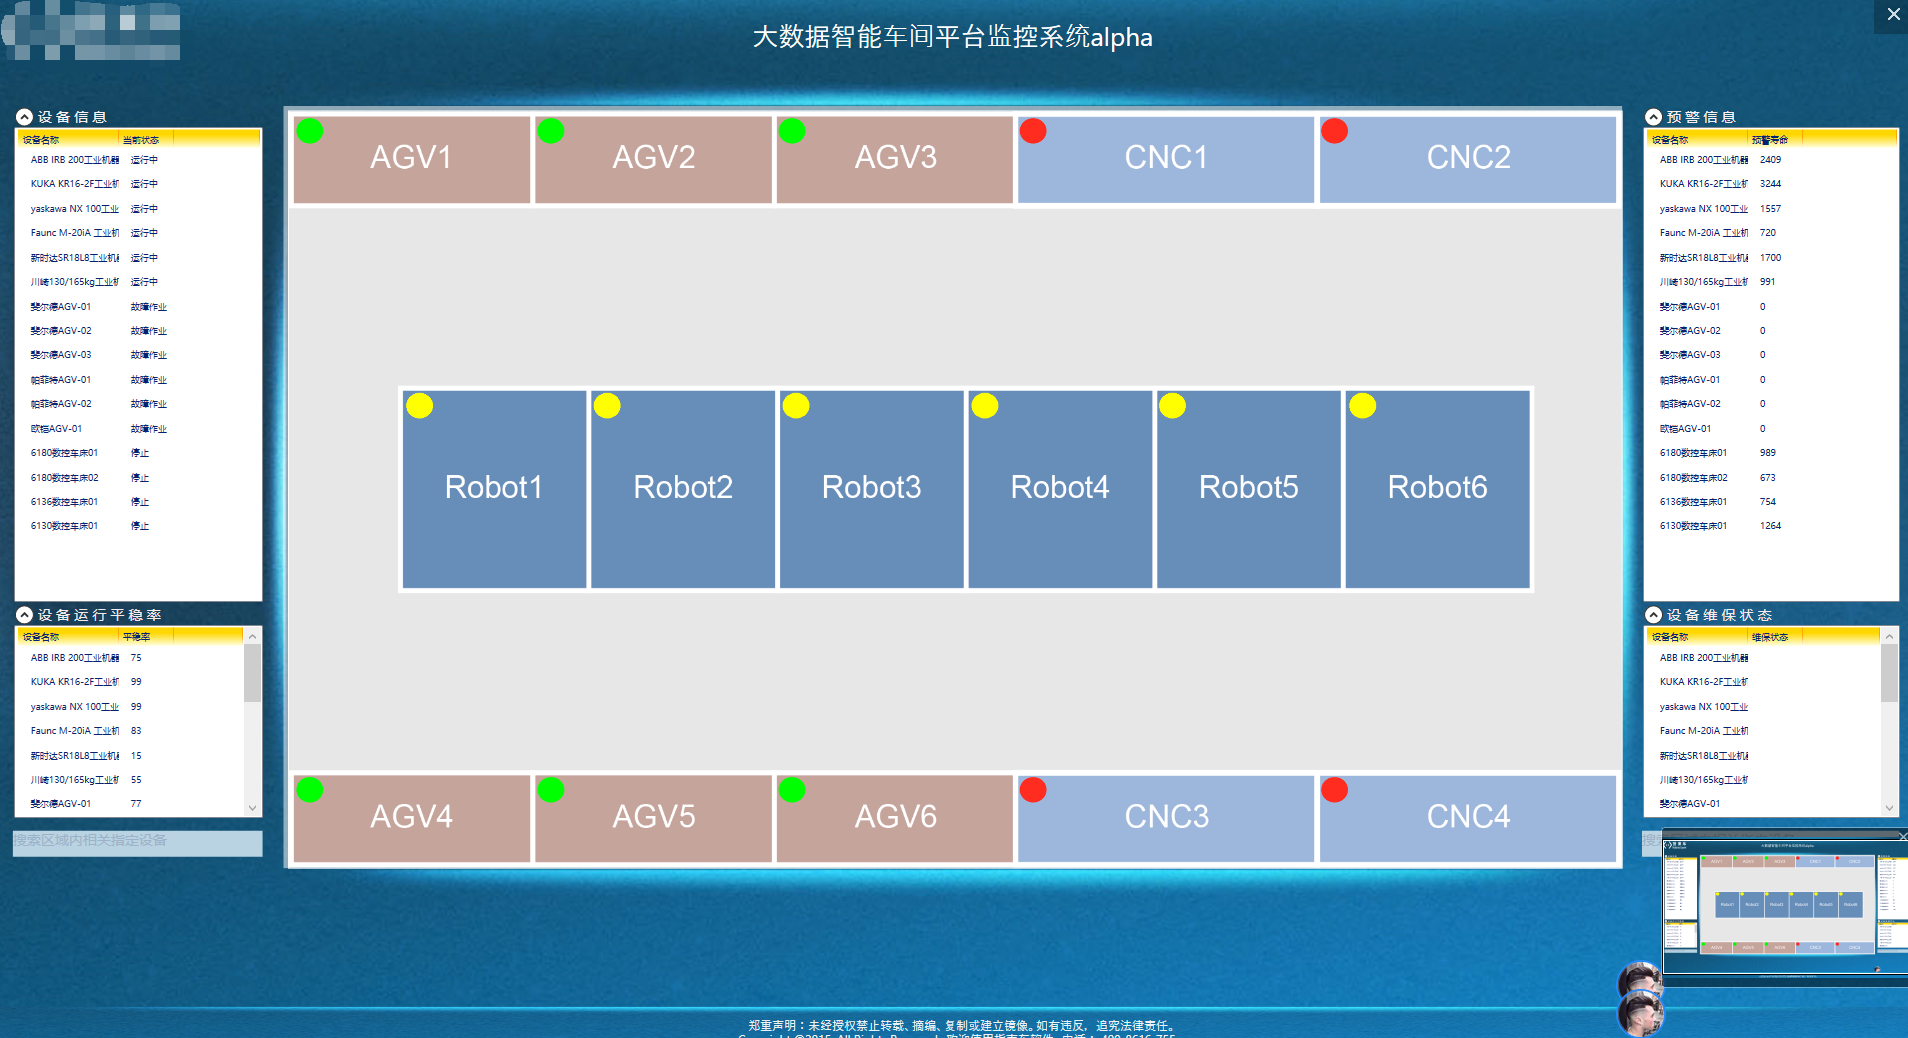 大数据智能车间平台监控系统alpha
设备信息
设备名称 当前状态
ABB IRB 200工业机器 运行中
KUKA KR16-2F工业机 运行中
yaskawa NX 100工业 运行中
Faunc M-20iA 工业机 运行中
新时达SR18L8工业机器 运行中
川崎130/165kg工业机 运行中
斐尔德AGV-01 故障作业
斐尔德AGV-02 故障作业
斐尔德AGV-03 故障作业
帕菲特AGV-01 故障作业
帕菲特AGV-02 故障作业
欧铠AGV-01 故障作业
6180数控车床01 停止
6180数控车床02 停止
6136数控车床01 停止
6130数控车床01 停止
设备运行平稳率
设备名称 平稳率
ABB IRB 200工业机器 75
KUKA KR16-2F工业机 99
yaskawa NX 100工业 99
Faunc M-20iA 工业机 83
新时达SR18L8工业机器 15
川崎130/165kg工业机 55
斐尔德AGV-01 77
搜索区域内相关指定设备
AGV1 AGV2 AGV3 CNC1 CNC2
Robot1 Robot2 Robot3 Robot4 Robot5 Robot6
AGV4 AGV5 AGV6 CNC3 CNC4
预警信息
设备名称 预警寿命
ABB IRB 200工业机器 2409
KUKA KR16-2F工业机 3244
yaskawa NX 100工业 1557
Faunc M-20iA 工业机 720
新时达SR18L8工业机器 1700
川崎130/165kg工业机 991
斐尔德AGV-01 0
斐尔德AGV-02 0
斐尔德AGV-03 0
帕菲特AGV-01 0
帕菲特AGV-02 0
欧铠AGV-01 0
6180数控车床01 989
6180数控车床02 673
6136数控车床01 754
6130数控车床01 1264
设备维保状态
设备名称 维保状态
ABB IRB 200工业机器
KUKA KR16-2F工业机
yaskawa NX 100工业
Faunc M-20iA 工业机
新时达SR18L8工业机器
川崎130/165kg工业机
斐尔德AGV-01
郑重声明：未经授权禁止转载、摘编、复制或建立镜像。如有违反，追究法律责任。